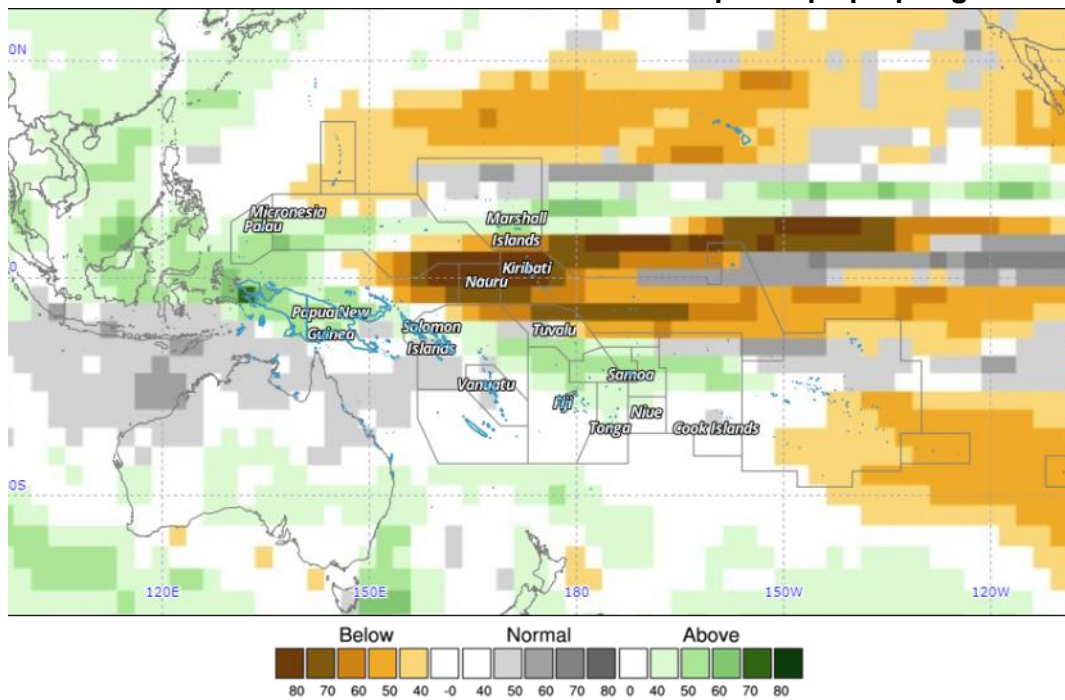 0N
Micronesia
Palau
Marshall
Islands
Kiribati
0
Nauru
Papua New
Guinea
Solomon
Islands
Tuvalu
Vanuatu
Samoa
Fiji
Niue
Tonga
Cook Islands
0S
120E 150E 180 150W 120W
Below Normal Above
80 70 60 50 40 -0 40 50 60 70 80 0 40 50 60 70 80